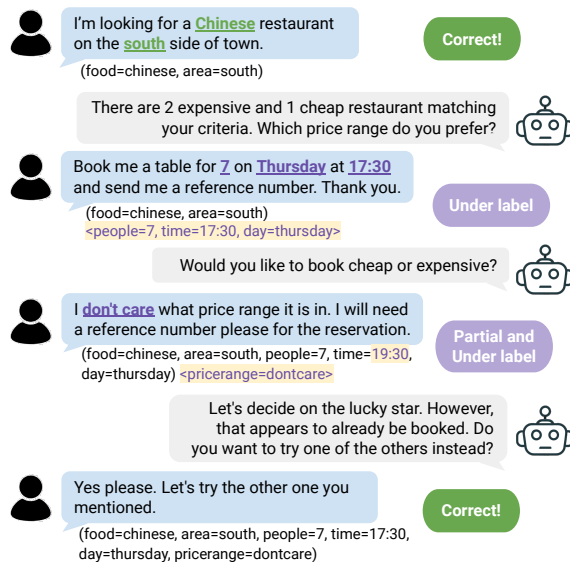 I'm looking for a Chinese restaurant
on the south side of town.
Correct!
(food=chinese, area=south)
There are 2 expensive and 1 cheap restaurant matching
your criteria. Which price range do you prefer?
Book me a table for 7 on Thursday at 17:30
and send me a reference number. Thank you.
Under label
(food=chinese, area=south)
<people=7, time=17:30, day=thursday>
Would you like to book cheap or expensive?
I don't care what price range it is in. I will need
a reference number please for the reservation.
Partial and
Under label
(food=chinese, area=south, people=7, time=19:30,
day=thursday) <pricerange=dontcare>
Let's decide on the lucky star. However,
that appears to already be booked. Do
you want to try one of the others instead?
Yes please. Let's try the other one you
mentioned.
Correct!
(food=chinese, area=south, people=7, time=17:30,
day=thursday, pricerange=dontcare)